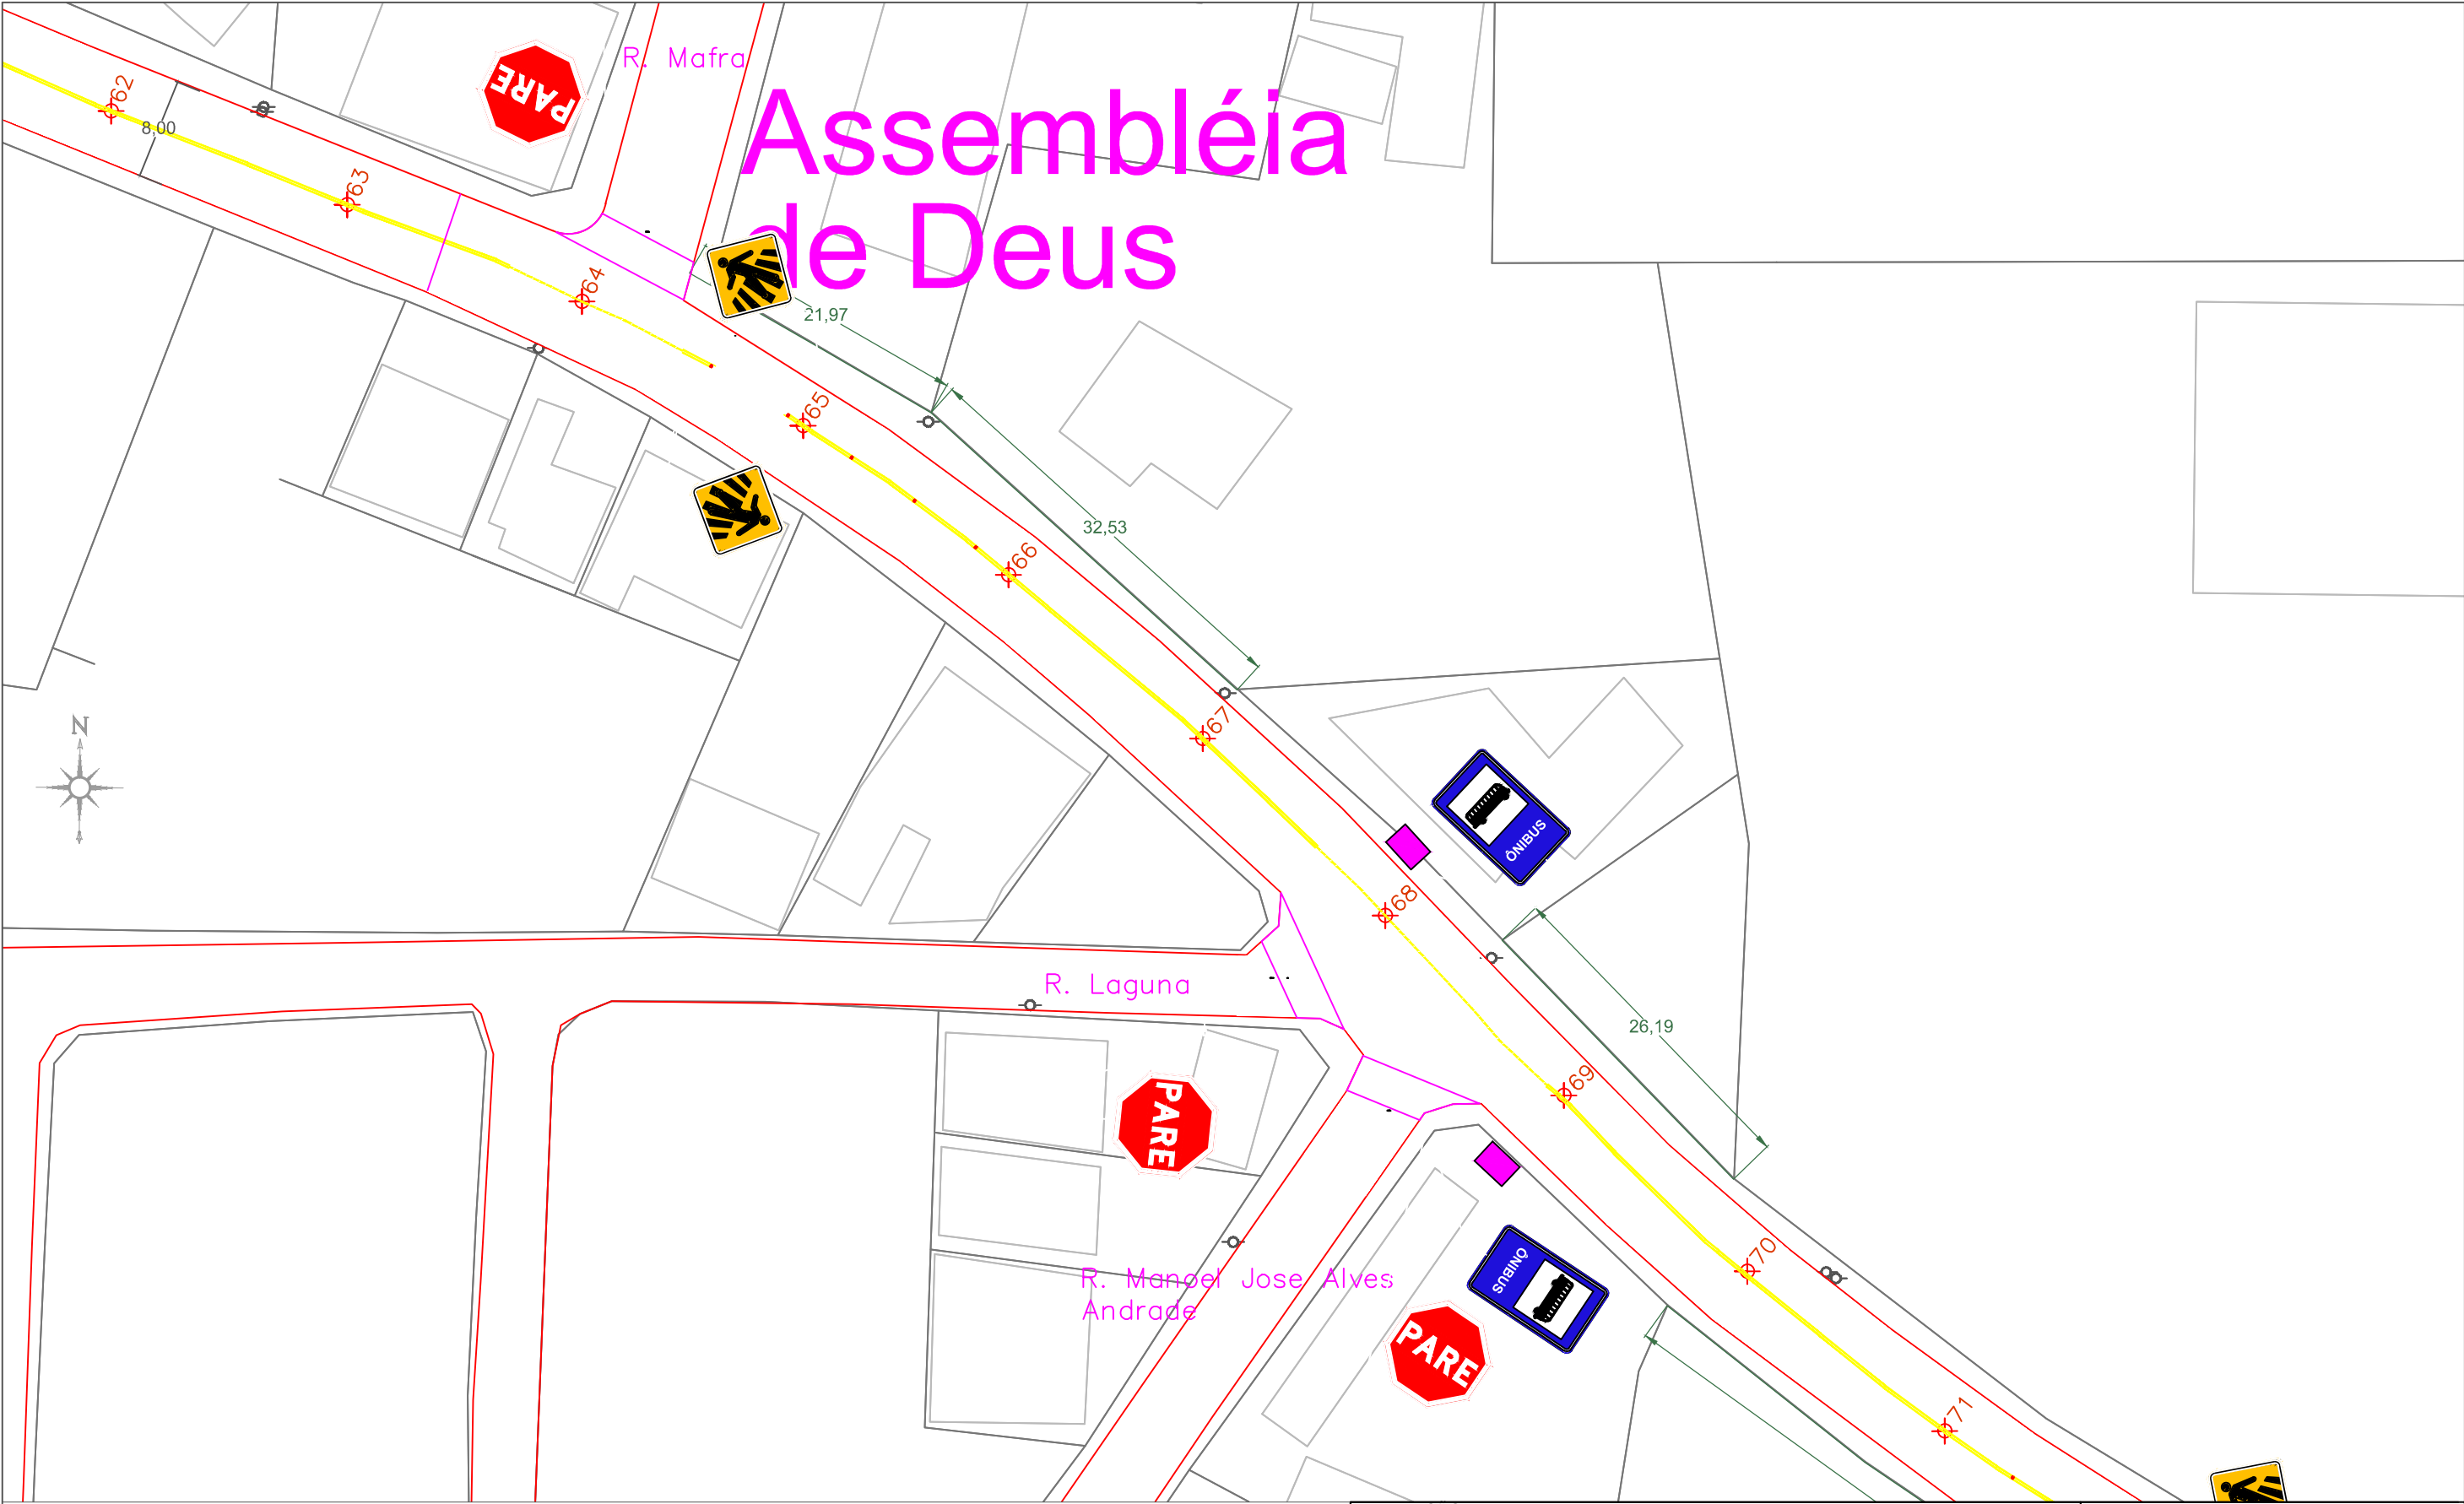 R. Mafra
PARE
62
8,00
Assembléia
de Deus
63
64
21,97
65
32,53
66
67
N
ÔNIBUS
68
R. Laguna
26,19
69
PARE
70
ÔNIBUS
R. Manoel Jose Alves
Andrade
PARE
71